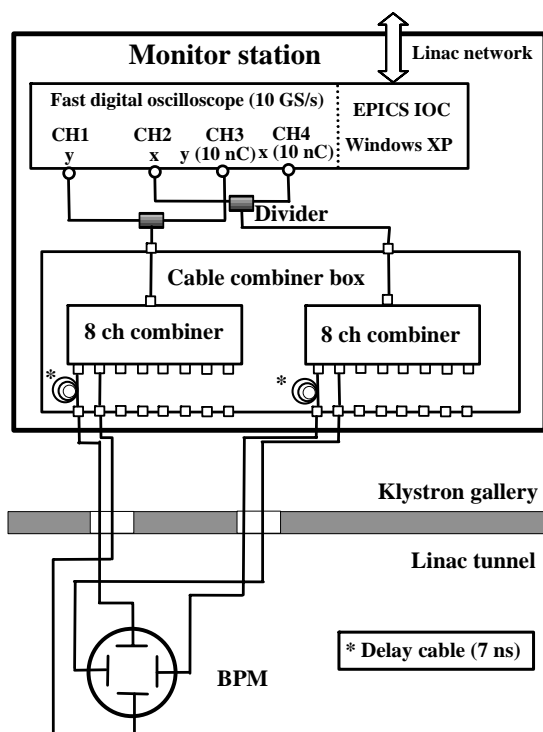 Monitor station
Linac network
Fast digital oscilloscope (10 GS/s)
EPICS IOC
Windows XP
CH1
CH2
CH3
CH4
y
x
y (10 nC)
x (10 nC)
Divider
Cable combiner box
8 ch combiner
8 ch combiner
*
*
Klystron gallery
Linac tunnel
BPM
* Delay cable (7 ns)